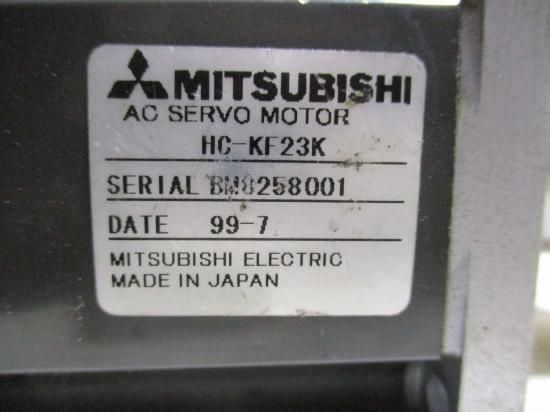 MITSUBISHI
AC SERVO MOTOR
HC-KF23K
SERIAL BM8258001
DATE 99-7
MITSUBISHI ELECTRIC
MADE IN JAPAN